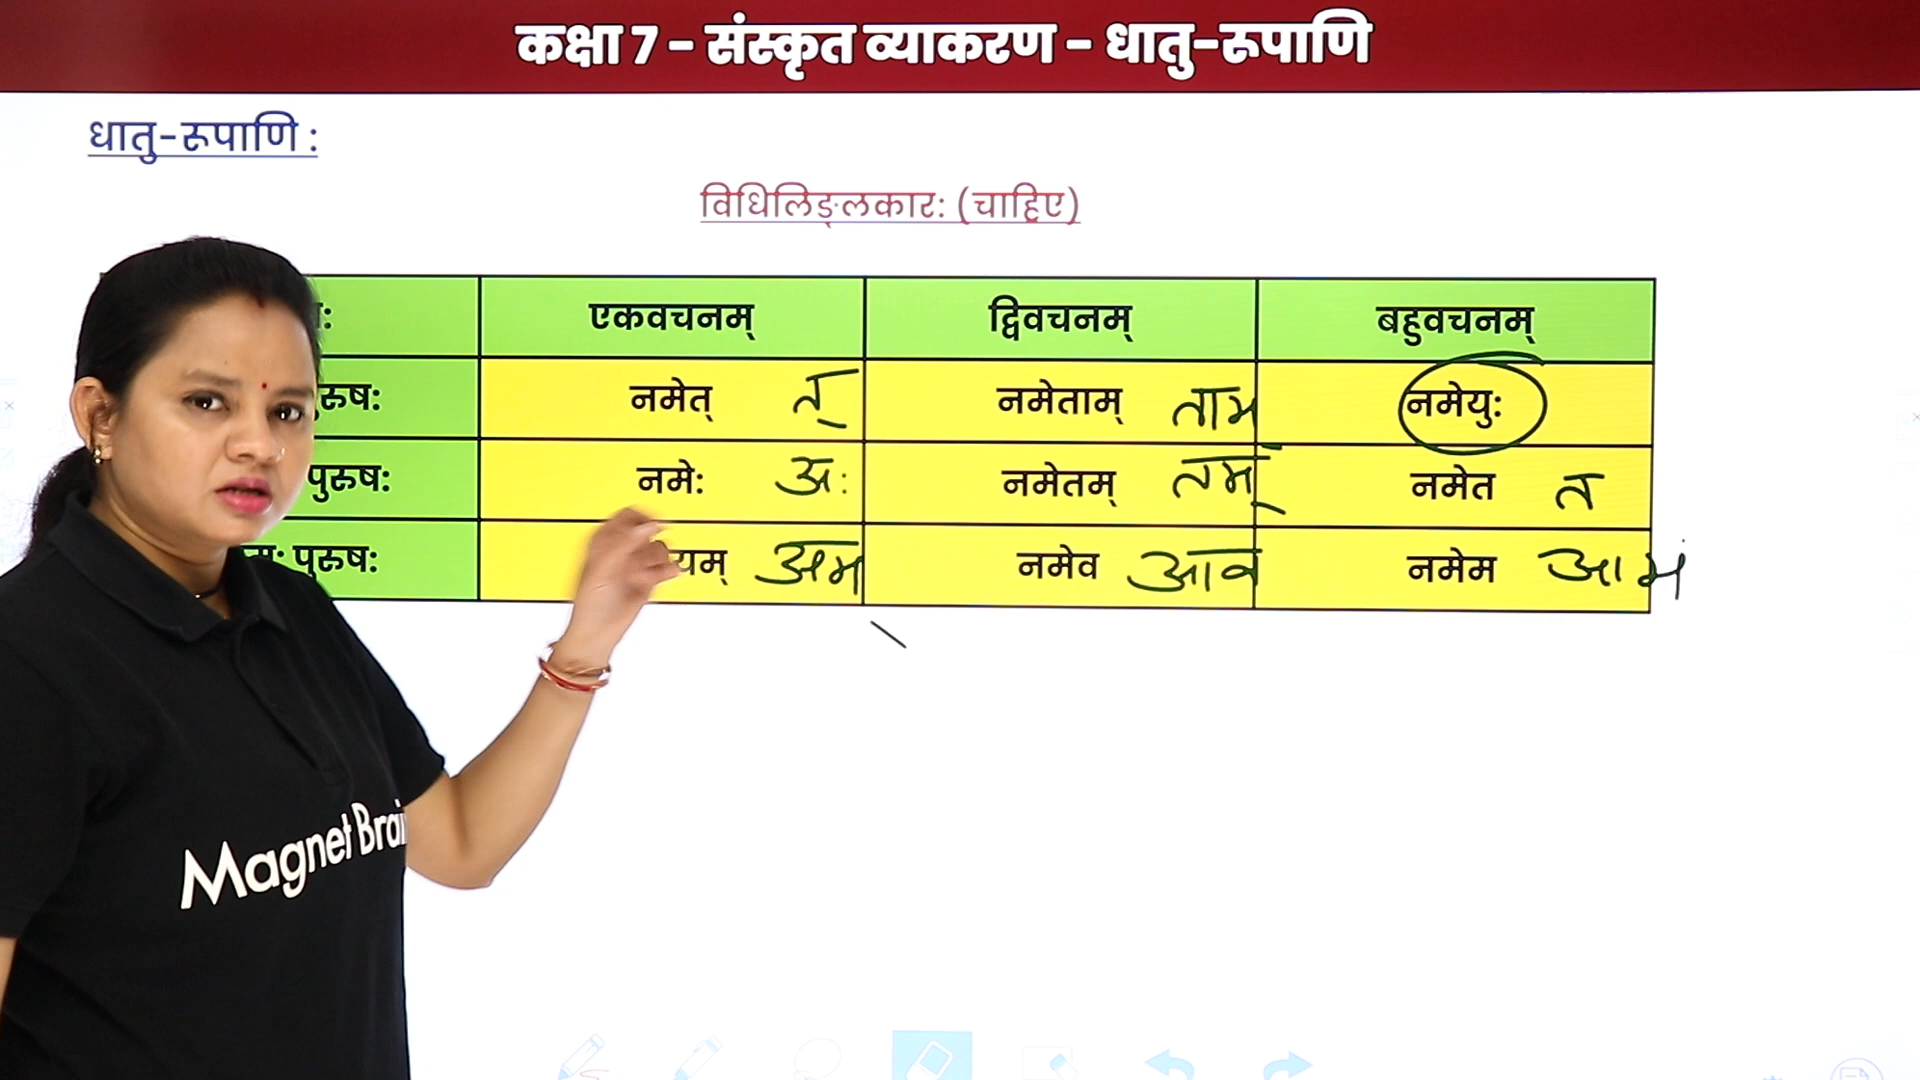 कक्षा 7 - संस्कृत व्याकरण - धातु-रूपाणि
धातु-रूपाणि :
विधिलिङ्लकारः (चाहिए)
एकवचनम् द्विवचनम् बहुवचनम्
नमेत् त् नमेताम् ताम नमेयुः
पुरुषः नमेः अः नमेतम् तम् नमेत त
पुरुषः अम नमेव आव नमेम आम
Magnet Brai